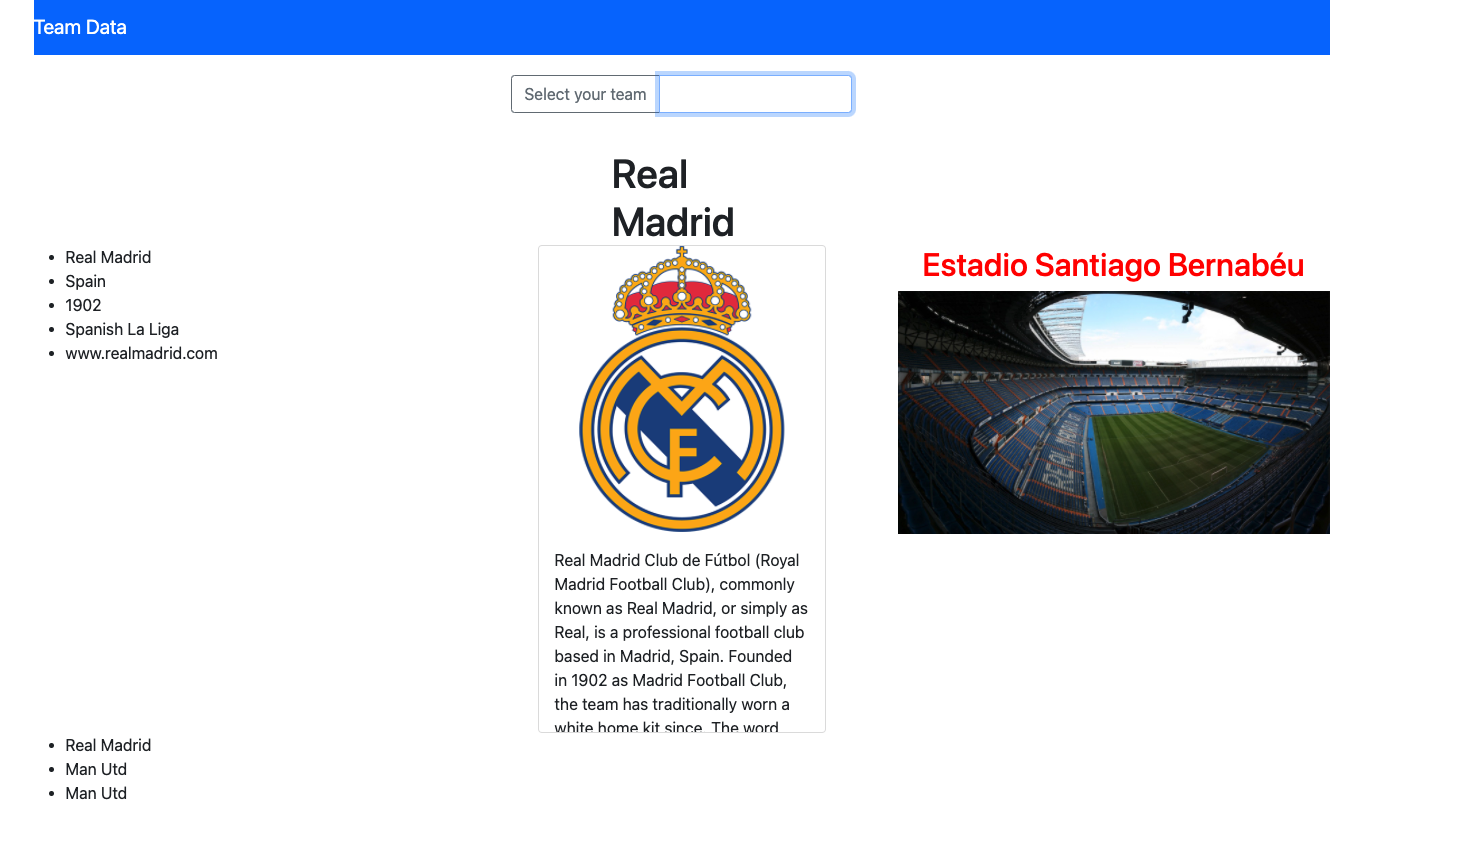 Team Data
Select your team
Real
Madrid
Real Madrid
Spain
1902
Spanish La Liga
www.realmadrid.com
Estadio Santiago Bernabéu
REAL MADRID
Real Madrid Club de Fútbol (Royal
Madrid Football Club), commonly
known as Real Madrid, or simply as
Real, is a professional football club
based in Madrid, Spain. Founded
in 1902 as Madrid Football Club,
the team has traditionally worn a
white home kit since. The word
Real Madrid
Man Utd
Man Utd